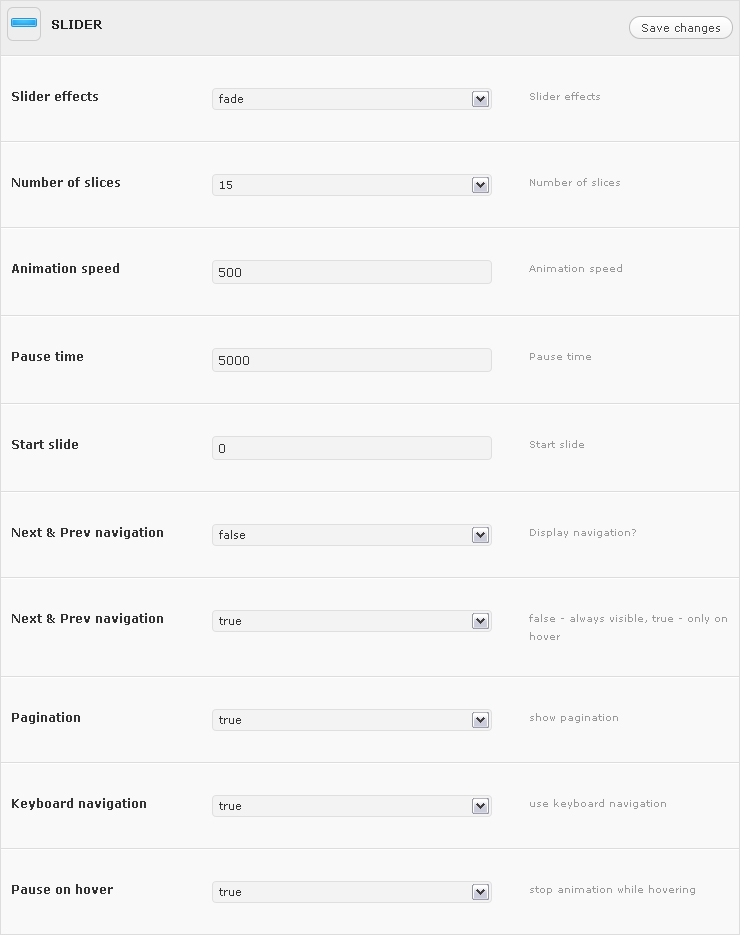 SLIDER
Save changes
Slider effects
fade
Slider effects
Number of slices
15
Number of slices
Animation speed
500
Animation speed
Pause time
5000
Pause time
Start slide
0
Start slide
Next & Prev navigation
false
Display navigation?
Next & Prev navigation
true
false - always visible, true - only on
hover
Pagination
true
show pagination
Keyboard navigation
true
use keyboard navigation
Pause on hover
true
stop animation while hovering